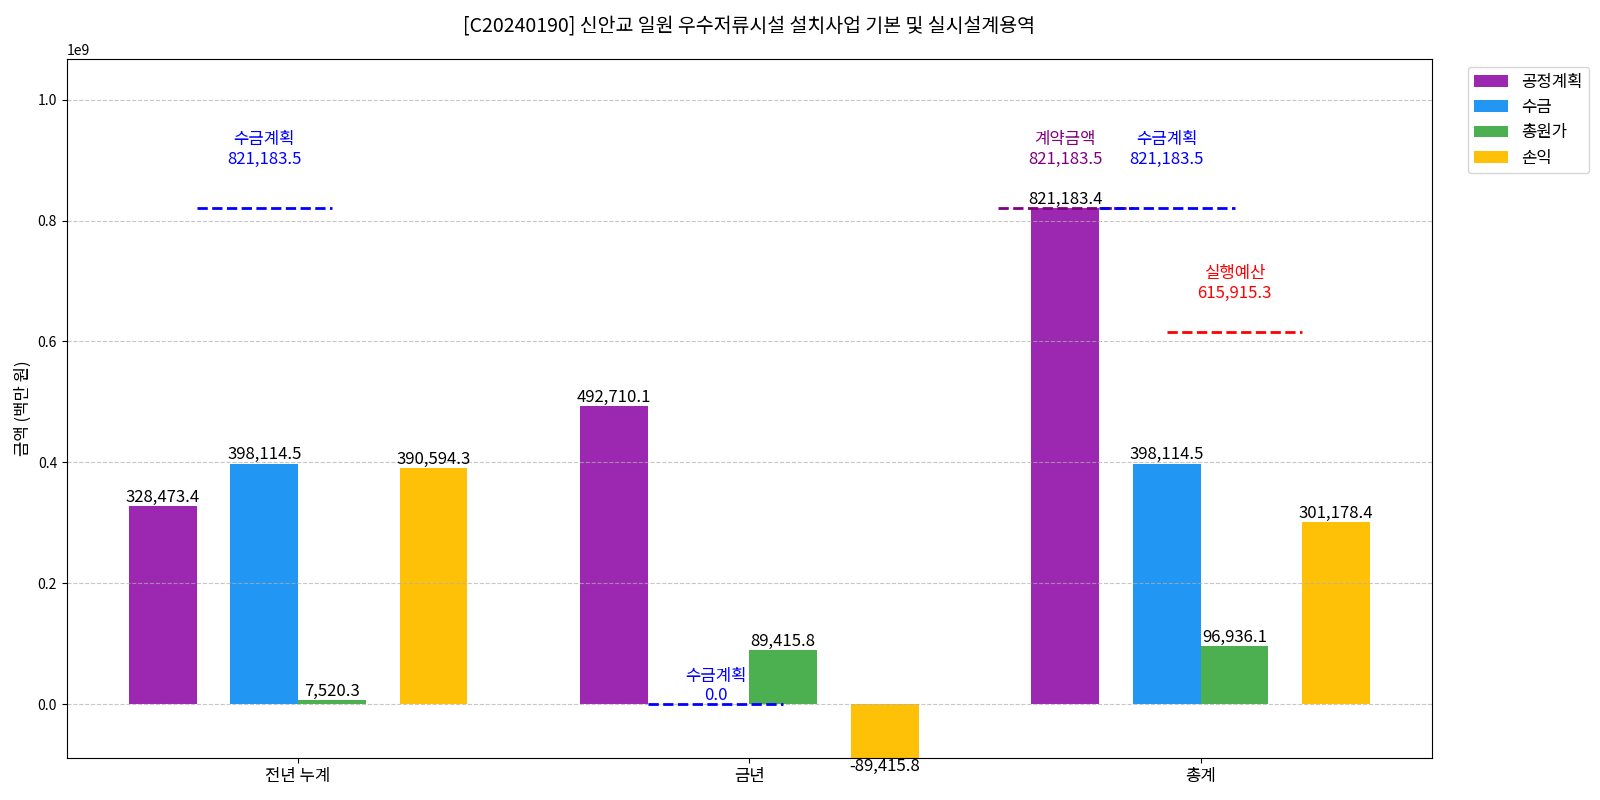 [C20240190] 신안교 일원 우수저류시설 설치사업 기본 및 실시설계용역
1e9
1.0
0.8
0.6
0.4
0.2
0.0
금액 (백만 원)
수금계획
821,183.5
계약금액
821,183.5
수금계획
821,183.5
821,183.4
실행예산
615,915.3
328,473.4
398,114.5
7,520.3
390,594.3
492,710.1
수금계획
0.0
89,415.8
-89,415.8
398,114.5
96,936.1
301,178.4
전년 누계
금년
총계
공정계획
수금
총원가
손익